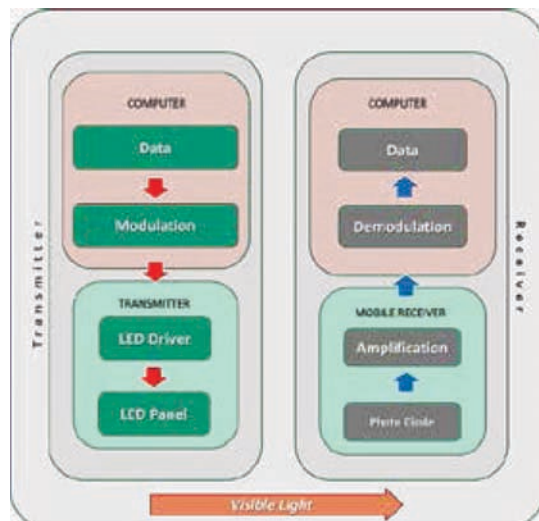 Transmitter
COMPUTER
Data
Modulation
TRANSMITTER
LED Driver
LCD Panel
Receiver
COMPUTER
Data
Demodulation
MOBILE RECEIVER
Amplification
Visible Light